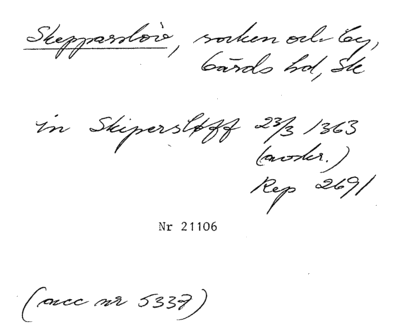 Skepparslöv, socken och by,
Gärds hd, Sk
in Skipersløff 23/3 1363
(avskr.)
Rep 2691
Nr 21106
(acc nr 5337)